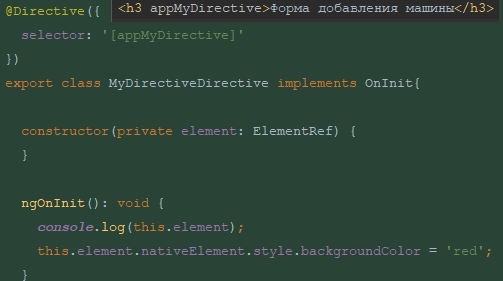 @Directive({ <h3 appMyDirective>Форма добавления машины</h3>
  selector: '[appMyDirective]'
})
export class MyDirectiveDirective implements OnInit{
  constructor(private element: ElementRef) {
  }
  ngOnInit(): void {
    console.log(this.element);
    this.element.nativeElement.style.backgroundColor = 'red';
  }